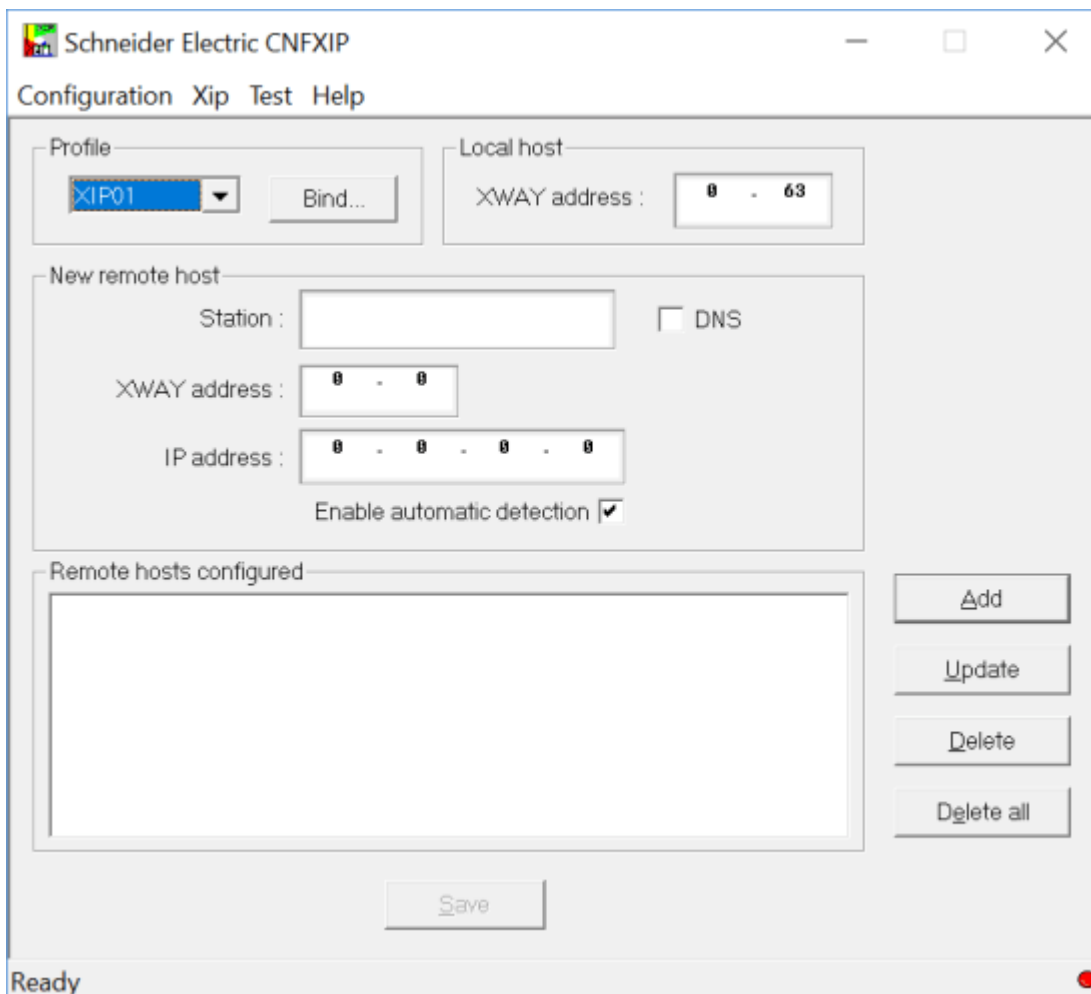 Schneider Electric CNFXIP
Configuration Xip Test Help
Profile
XIP01
Bind...
Local host
XWAY address :
0 . 63
New remote host
Station :
DNS
XWAY address :
0 . 0
IP address :
0 . 0 . 0 . 0
Enable automatic detection
Remote hosts configured
Add
Update
Delete
Delete all
Save
Ready